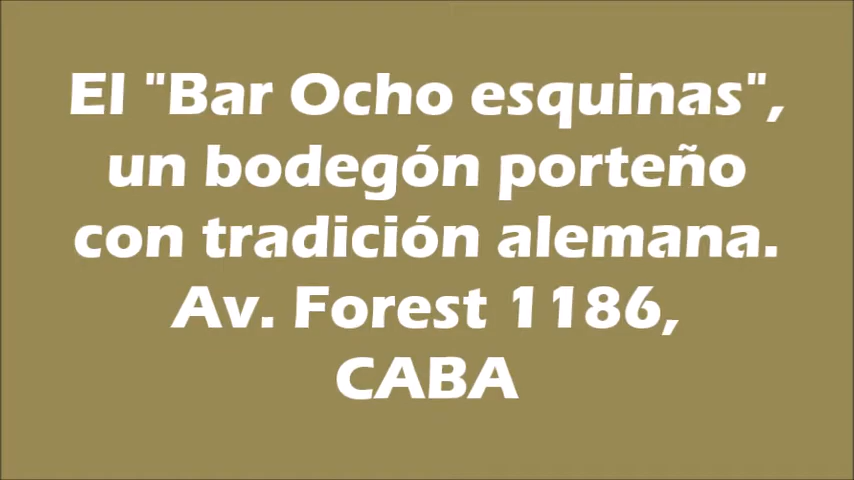 El "Bar Ocho esquinas",
un bodegón porteño
con tradición alemana.
Av. Forest 1186,
CABA